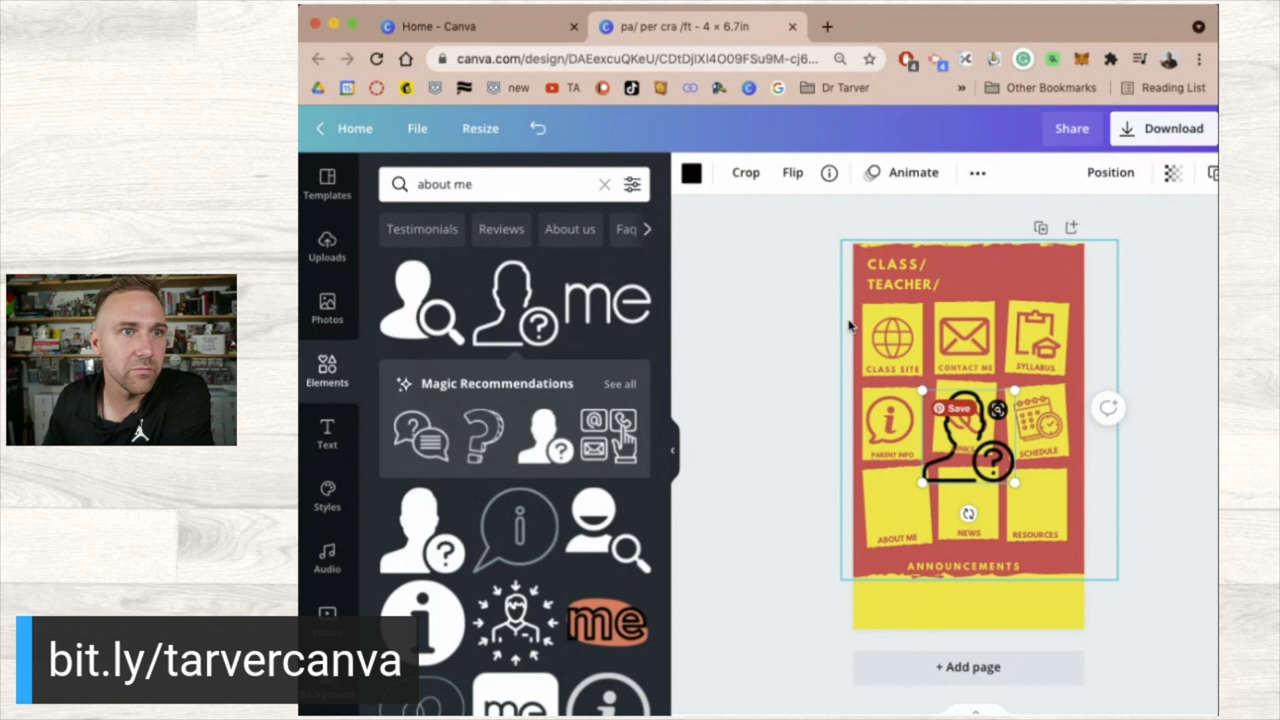 Home - Canva
pa/ per cra /ft - 4 × 6.7in
canva.com/design/DAEexcuQKeU/CDtDjlXl4O09FSu9M-cj6...
4
4
new
TA
Dr Tarver
»
Other Bookmarks
Reading List
Home
File
Resize
Share
Download
Templates
Uploads
Photos
Elements
Text
Styles
Audio
about me
Testimonials
Reviews
About us
Faq
me
Magic Recommendations
See all
me
me
Crop
Flip
Animate
Position
CLASS/
TEACHER/
CLASS SITE
CONTACT ME
SYLLABUS
Save
PARENT INFO
SCHEDULE
ABOUT ME
NEWS
RESOURCES
ANNOUNCEMENTS
+ Add page
bit.ly/tarvercanva